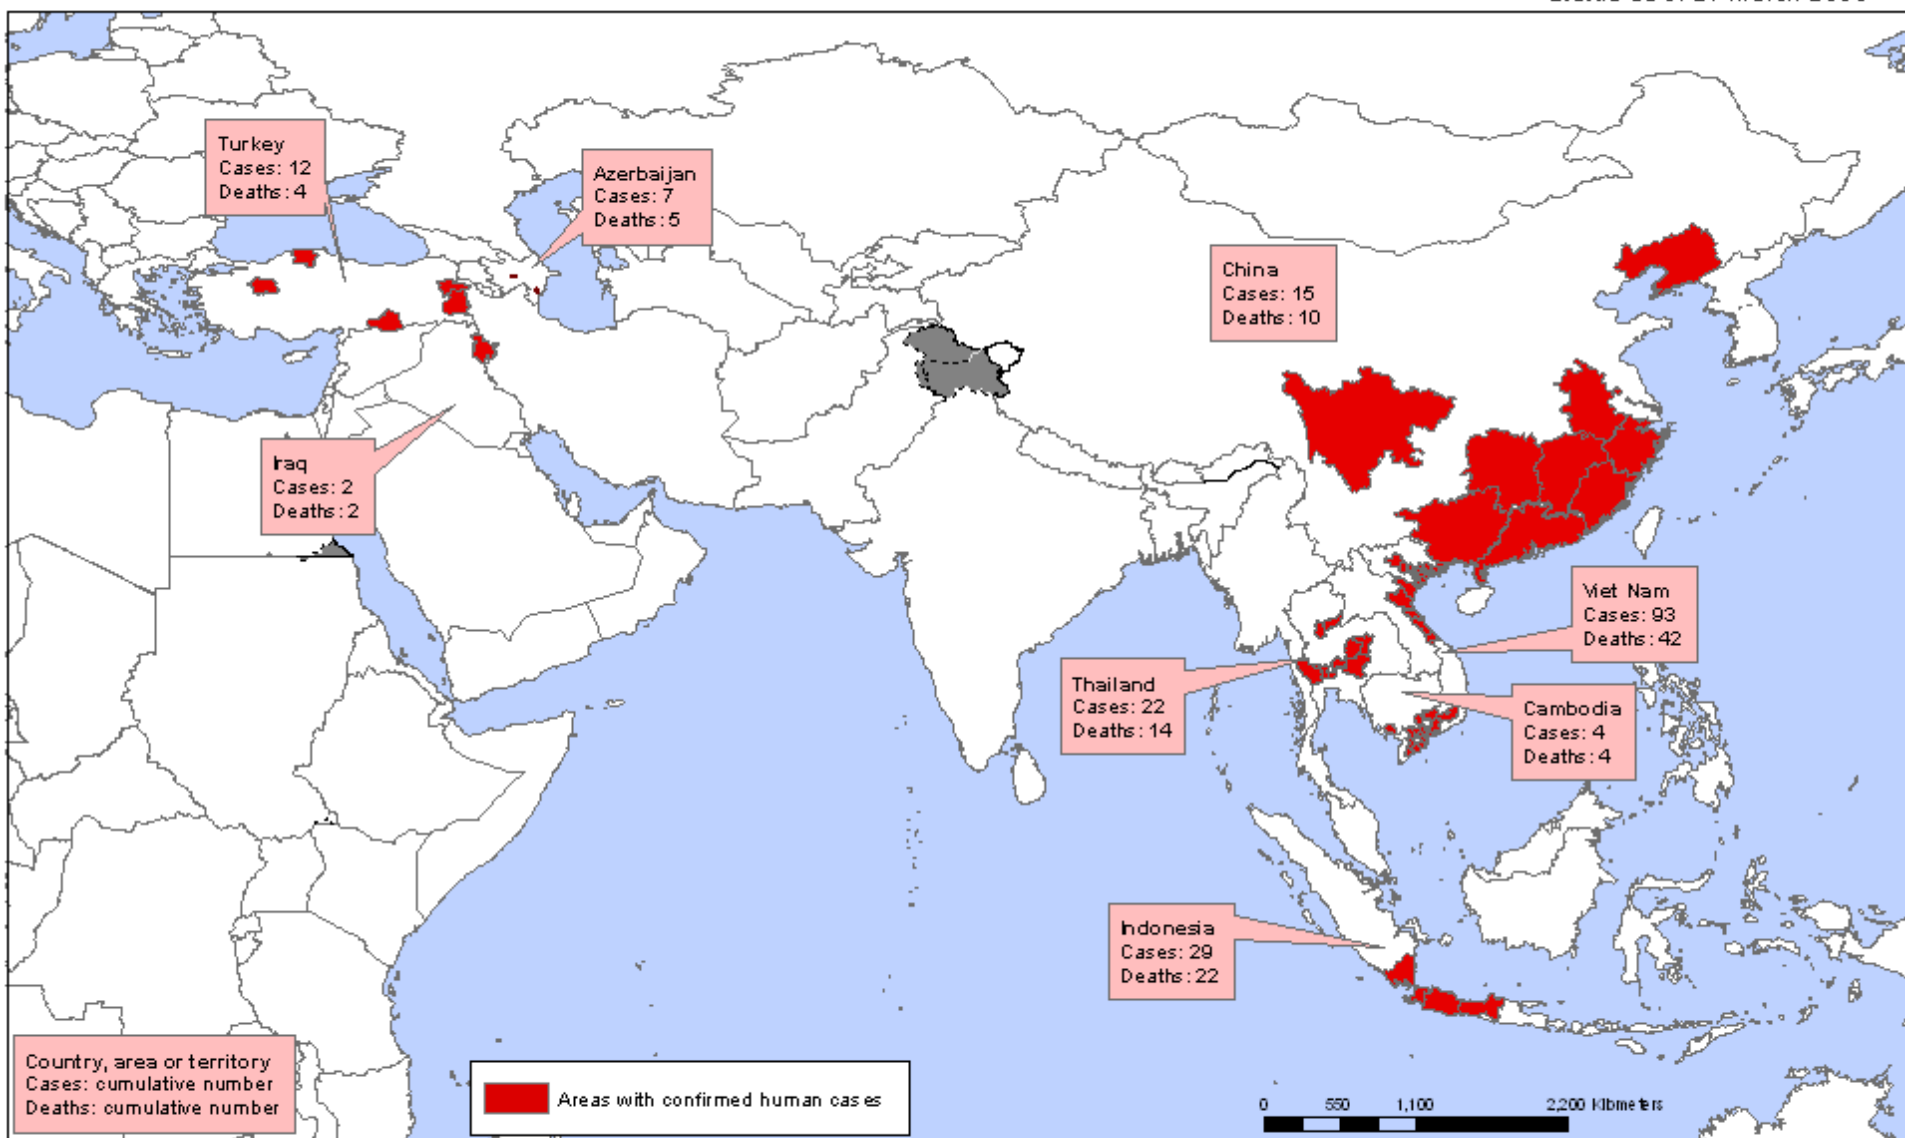 Turkey
Cases: 12
Deaths: 4
Azerbaijan
Cases: 7
Deaths: 5
China
Cases: 15
Deaths: 10
Iraq
Cases: 2
Deaths: 2
Viet Nam
Cases: 93
Deaths: 42
Thailand
Cases: 22
Deaths: 14
Cambodia
Cases: 4
Deaths: 4
Indonesia
Cases: 29
Deaths: 22
Country, area or territory
Cases: cumulative number
Deaths: cumulative number
Areas with confirmed human cases
0 550 1,100 2,200 Kilometers